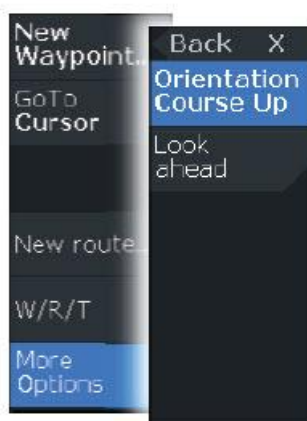 New
Waypoint..
GoTo
Cursor
New route..
W/R/T
More
Options
Back X
Orientation
Course Up
Look
ahead